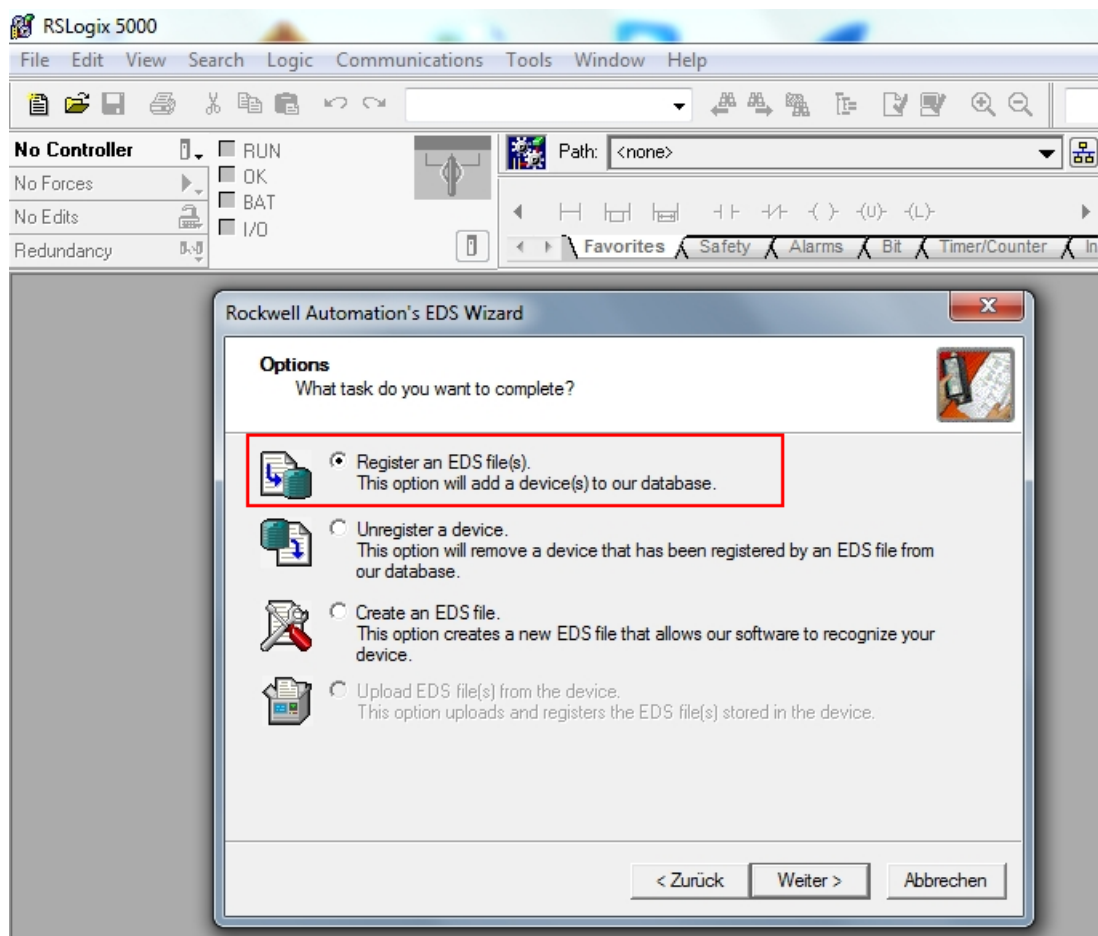 RSLogix 5000
File Edit View Search Logic Communications Tools Window Help
No Controller
RUN
No Forces
OK
BAT
No Edits
I/O
Redundancy
Path: <none>
-(U)- -(L)-
Favorites Safety Alarms Bit Timer/Counter
Rockwell Automation's EDS Wizard
Options
What task do you want to complete?
Register an EDS file(s).
This option will add a device(s) to our database.
Unregister a device.
This option will remove a device that has been registered by an EDS file from
our database.
Create an EDS file.
This option creates a new EDS file that allows our software to recognize your
device.
Upload EDS file(s) from the device.
This option uploads and registers the EDS file(s) stored in the device.
< Zurück Weiter > Abbrechen